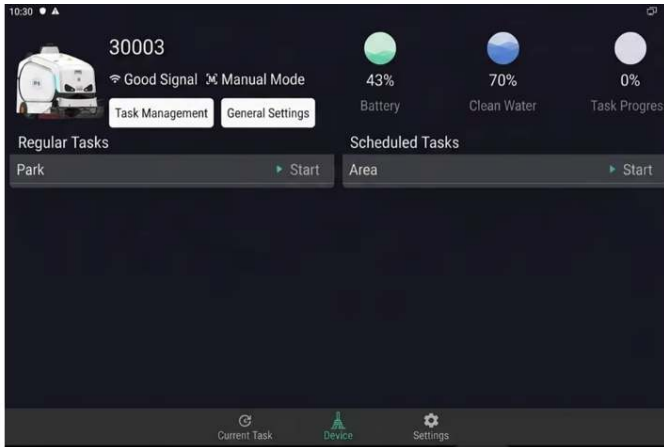 10:30
30003
Good Signal Manual Mode
Task Management General Settings
43% 70% 0%
Battery Clean Water Task Progres
Regular Tasks Scheduled Tasks
Park Start Area Start
Current Task Device Settings